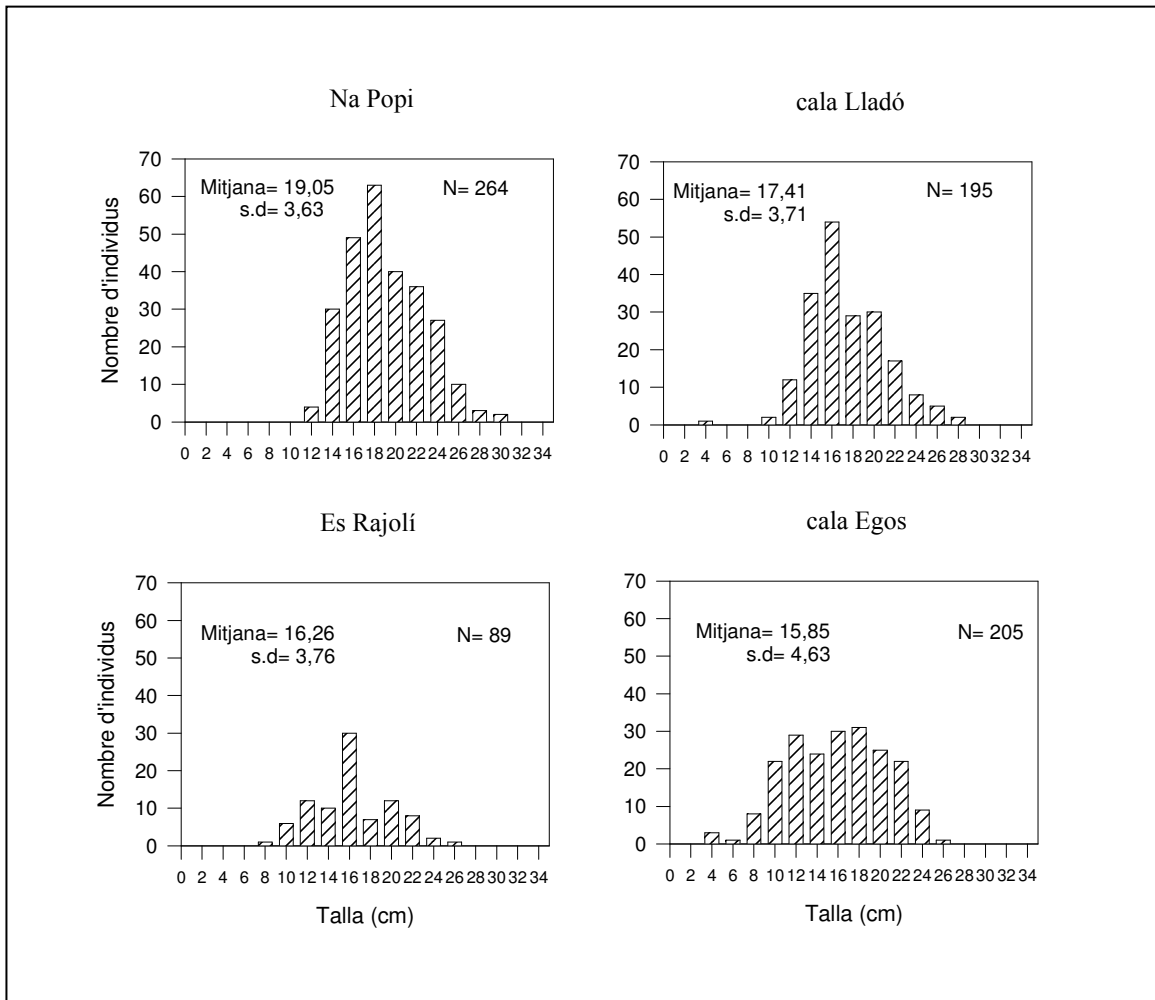 Na Popi
Mitjana= 19,05
s.d= 3,63
N= 264
Nombre d'individus
70
60
50
40
30
20
10
0
0 2 4 6 8 10 12 14 16 18 20 22 24 26 28 30 32 34
cala Lladó
Mitjana= 17,41
s.d= 3,71
N= 195
70
60
50
40
30
20
10
0
0 2 4 6 8 10 12 14 16 18 20 22 24 26 28 30 32 34
Es Rajolí
Mitjana= 16,26
s.d= 3,76
N= 89
Nombre d'individus
70
60
50
40
30
20
10
0
0 2 4 6 8 10 12 14 16 18 20 22 24 26 28 30 32 34
Talla (cm)
cala Egos
Mitjana= 15,85
s.d= 4,63
N= 205
70
60
50
40
30
20
10
0
0 2 4 6 8 10 12 14 16 18 20 22 24 26 28 30 32 34
Talla (cm)